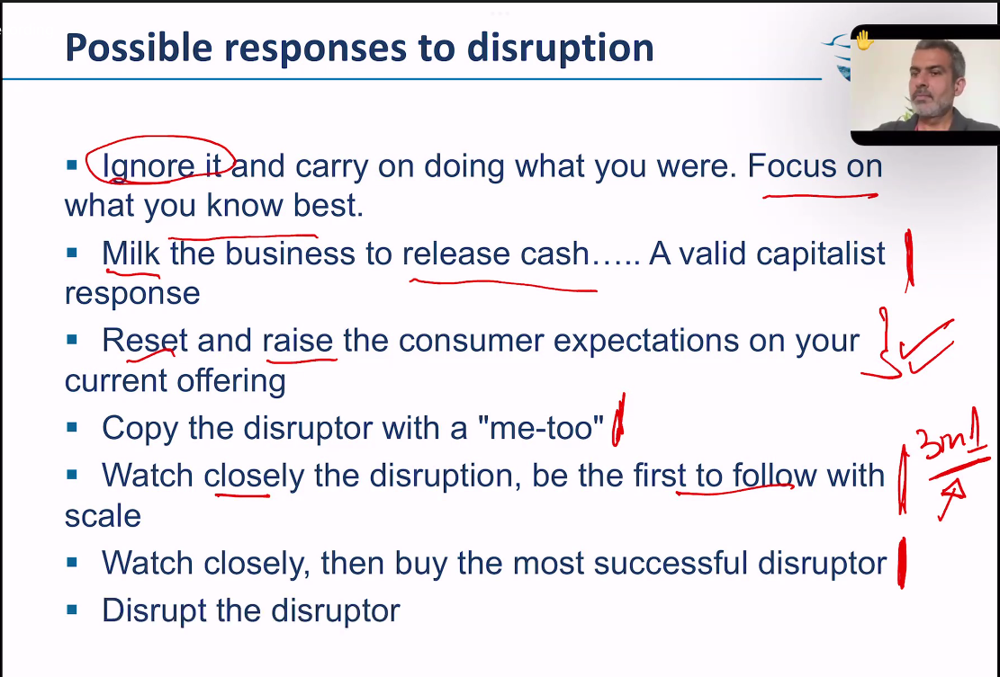 Possible responses to disruption
▪ Ignore it and carry on doing what you were. Focus on
what you know best.
▪ Milk the business to release cash….. A valid capitalist
response
▪ Reset and raise the consumer expectations on your
current offering
▪ Copy the disruptor with a "me-too"
▪ Watch closely the disruption, be the first to follow with
scale
▪ Watch closely, then buy the most successful disruptor
▪ Disrupt the disruptor